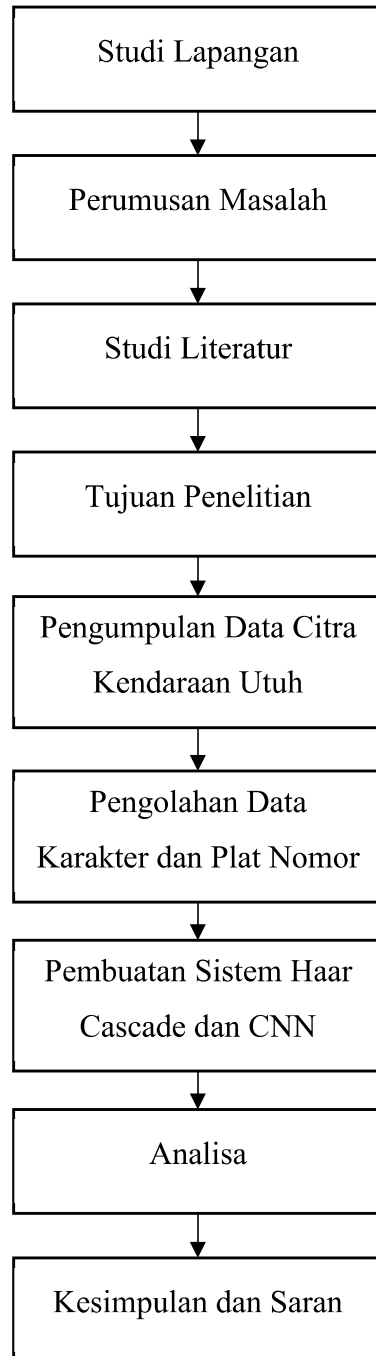 Studi Lapangan
Perumusan Masalah
Studi Literatur
Tujuan Penelitian
Pengumpulan Data Citra
Kendaraan Utuh
Pengolahan Data
Karakter dan Plat Nomor
Pembuatan Sistem Haar
Cascade dan CNN
Analisa
Kesimpulan dan Saran